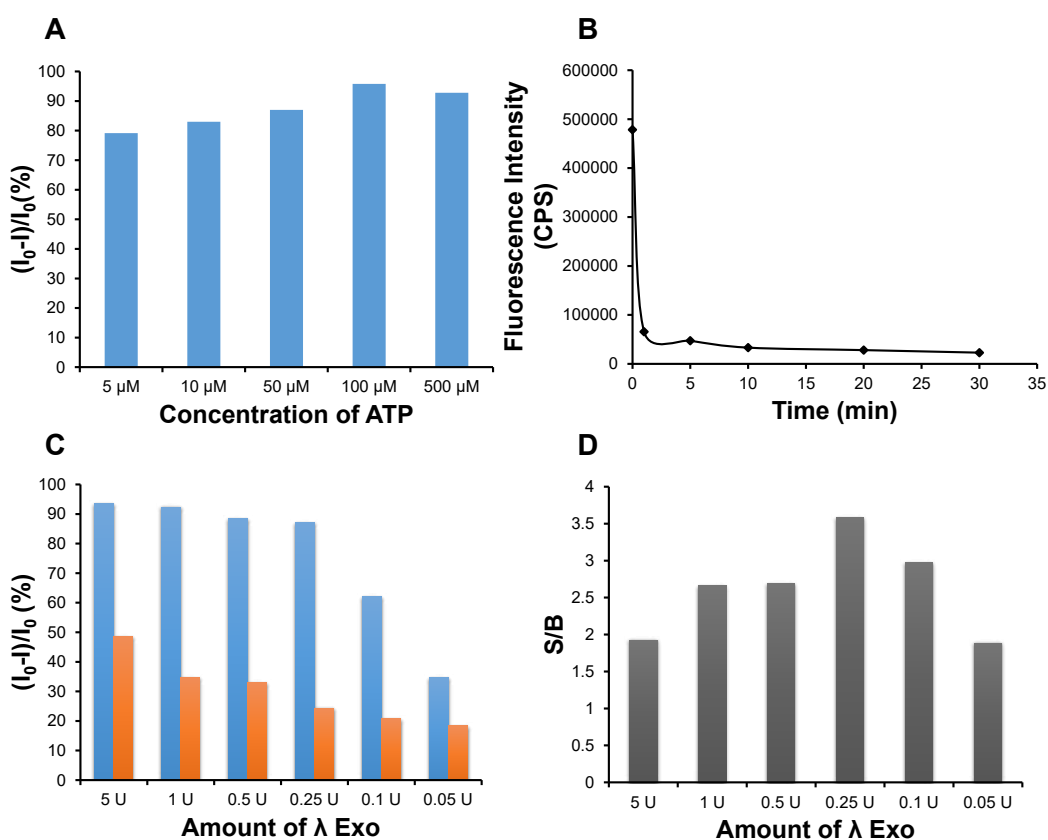 A
100
90
80
70
60
50
40
30
20
10
0
(I0-I)/I0(%)
5 µM 10 µM 50 µM 100 µM 500 µM
Concentration of ATP
B
600000
500000
400000
300000
200000
100000
0
Fluorescence Intensity
(CPS)
0 5 10 15 20 25 30 35
Time (min)
C
100
90
80
70
60
50
40
30
20
10
0
(I0-I)/I0 (%)
5 U 1 U 0.5 U 0.25 U 0.1 U 0.05 U
Amount of λ Exo
D
4
3.5
3
2.5
2
1.5
1
0.5
0
S/B
5 U 1 U 0.5 U 0.25 U 0.1 U 0.05 U
Amount of λ Exo